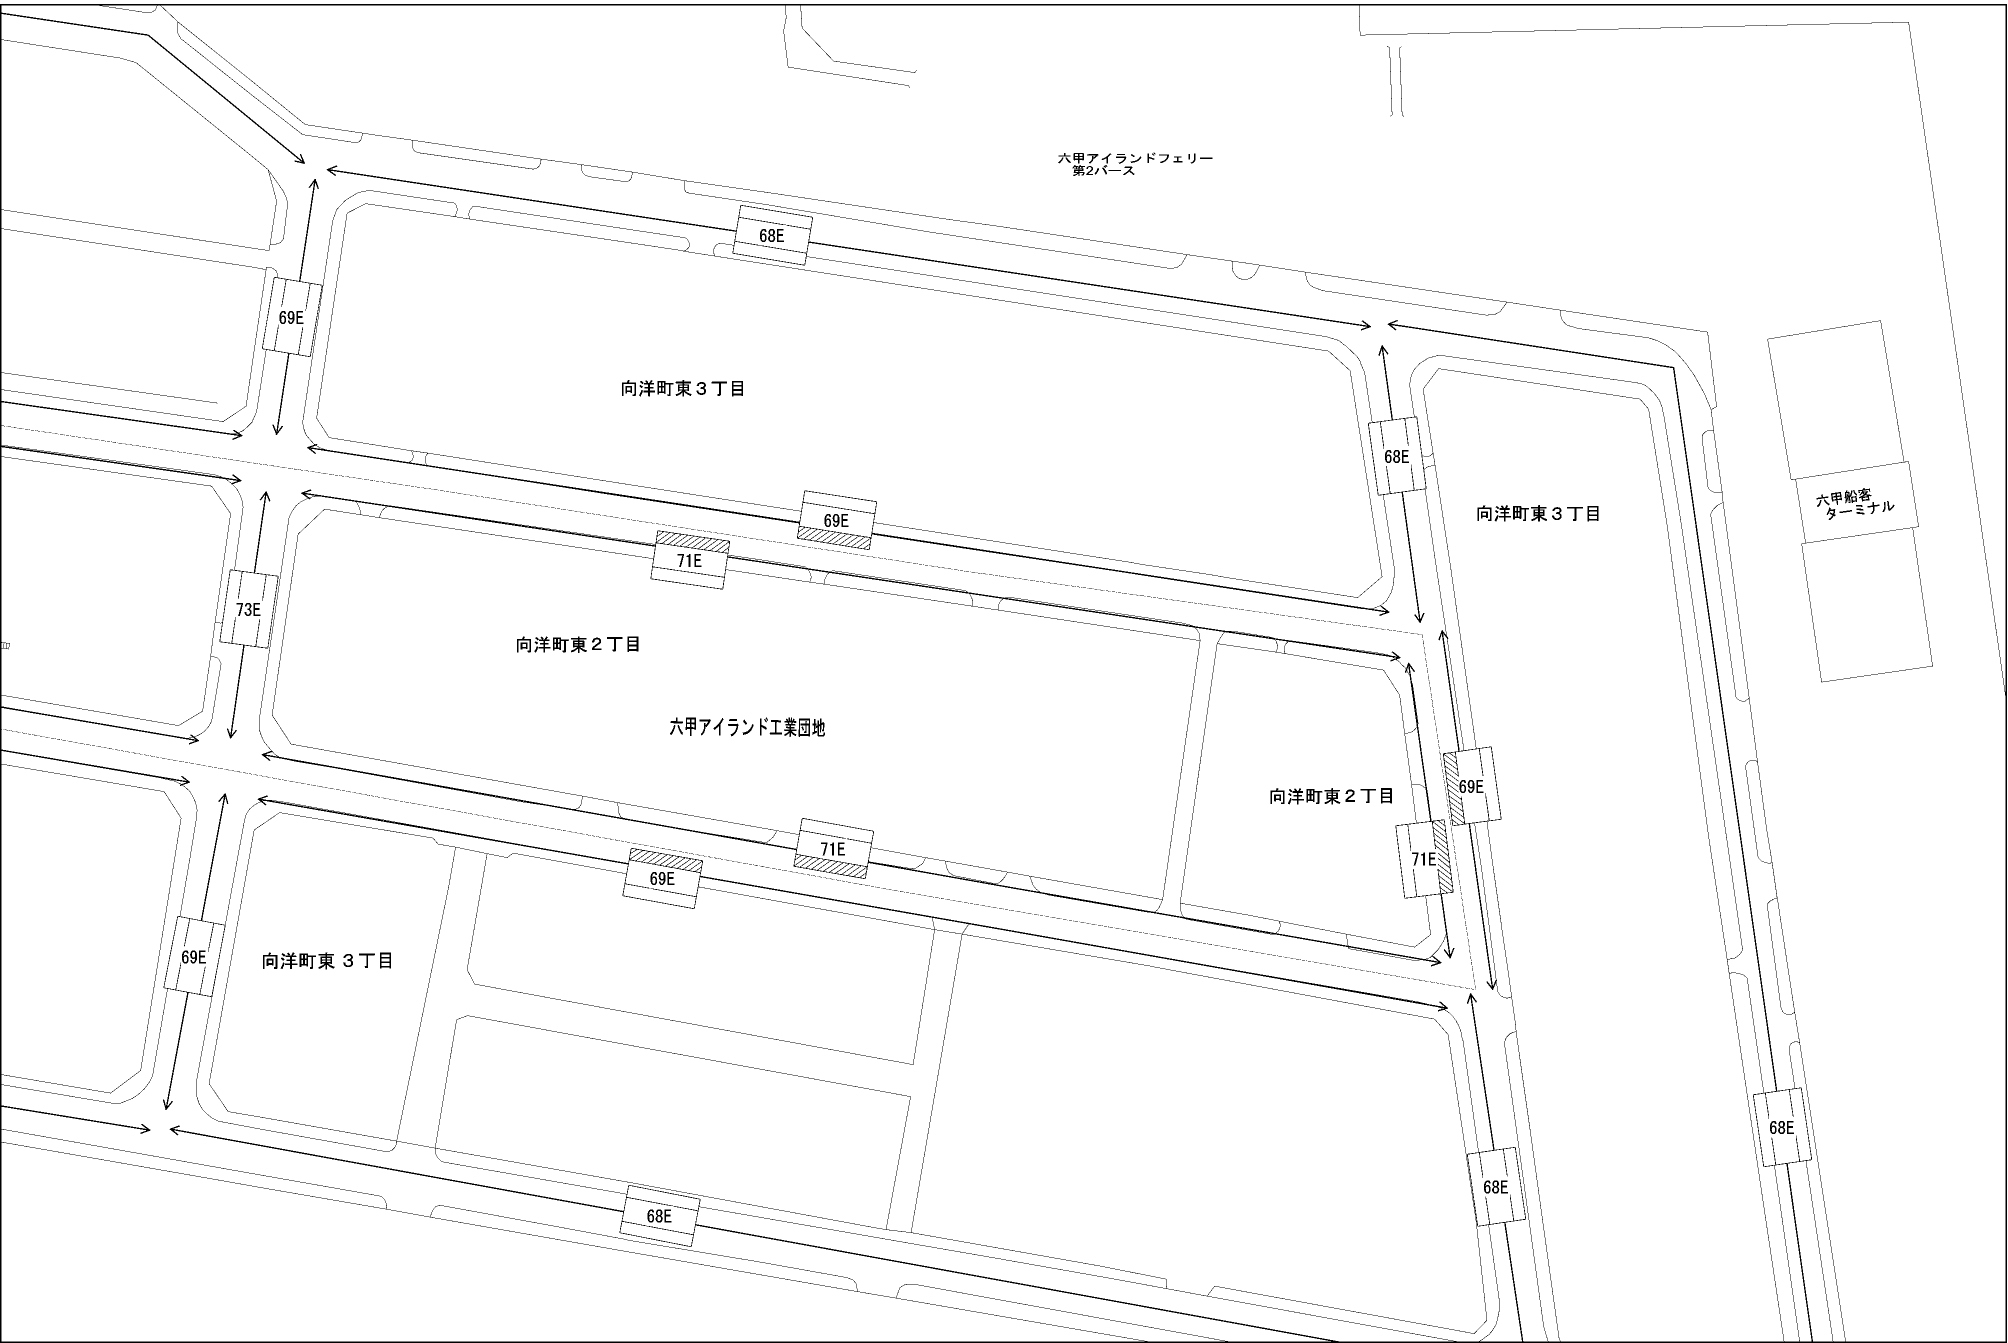 六甲アイランドフェリー
第2バース
68E
69E
向洋町東３丁目
68E
69E
71E
向洋町東３丁目
六甲船客
ターミナル
73E
向洋町東２丁目
六甲アイランド工業団地
向洋町東２丁目
69E
71E
71E
69E
69E
向洋町東３丁目
68E
68E
68E